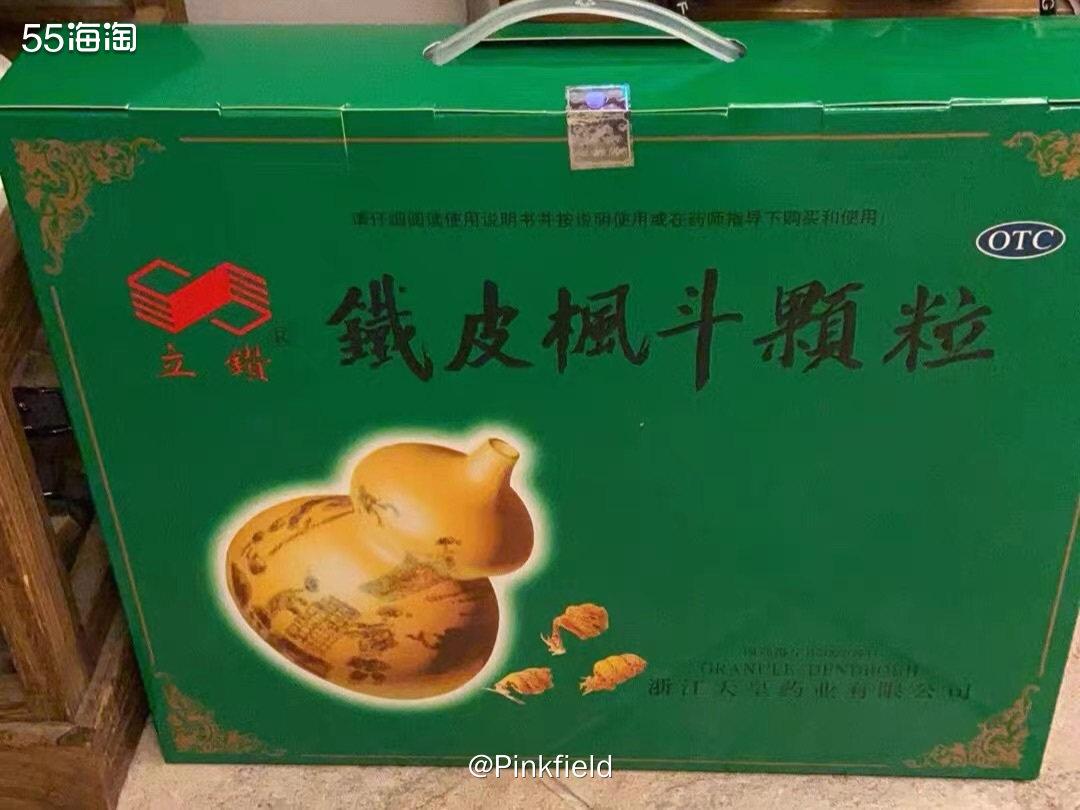 55海淘
请仔细阅读使用说明书并按说明使用或在药师指导下购买和使用
OTC
鐵皮楓斗顆粒
立鑽
R
GRANULE DENDROBII
浙江天皇药业有限公司
@Pinkfield